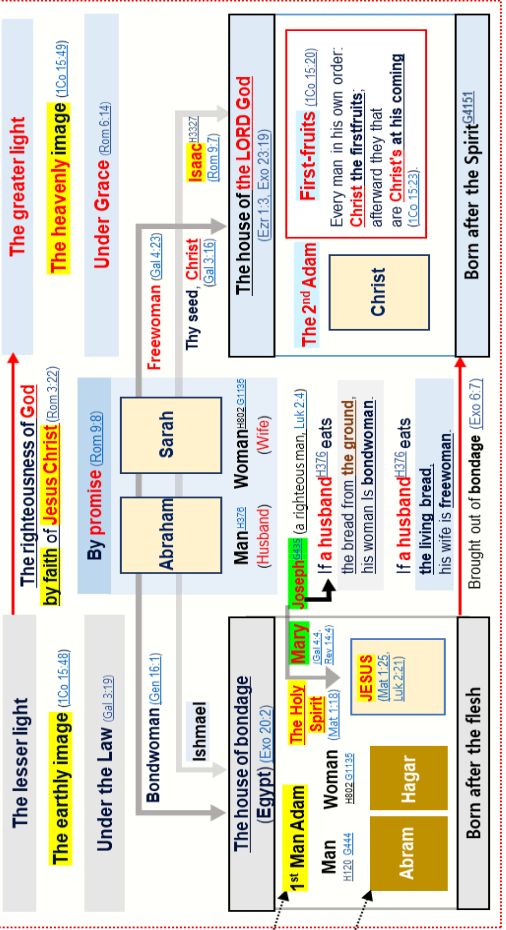 The lesser light
The earthly image (1Co 15:48)
Under the Law (Gal 3:19)
Bondwoman (Gen 16:1)
Ishmael
The house of bondage
(Egypt) (Exo 20:2)
1st Man Adam
Man
H120 G444
Woman
H802 G1135
Abram
Hagar
The Holy
Spirit
(Mat 1:18)
Mary
(Gal 4:4,
Rev 14:4)
JESUS
(Mat 1:25,
Luk 2:21)
Born after the flesh
The righteousness of God
by faith of Jesus Christ (Rom 3:22)
By promise (Rom 9:8)
Abraham
Sarah
Man H376
(Husband)
Woman H802 G1135
(Wife)
Joseph G435 (a righteous man, Luk 2:4)
If a husband H376 eats
the bread from the ground,
his woman Is bondwoman.
If a husband H376 eats
the living bread,
his wife is freewoman.
Brought out of bondage (Exo 6:7)
The greater light
The heavenly image (1Co 15:49)
Under Grace (Rom 6:14)
Freewoman (Gal 4:23)
Thy seed, Christ
(Gal 3:16)
Isaac H3327
(Rom 9:7)
The house of the LORD God
(Ezr 1:3, Exo 23:19)
The 2nd Adam
Christ
First-fruits (1Co 15:20)
Every man in his own order:
Christ the firstfruits;
afterward they that
are Christ's at his coming
(1Co 15:23).
Born after the Spirit G4151